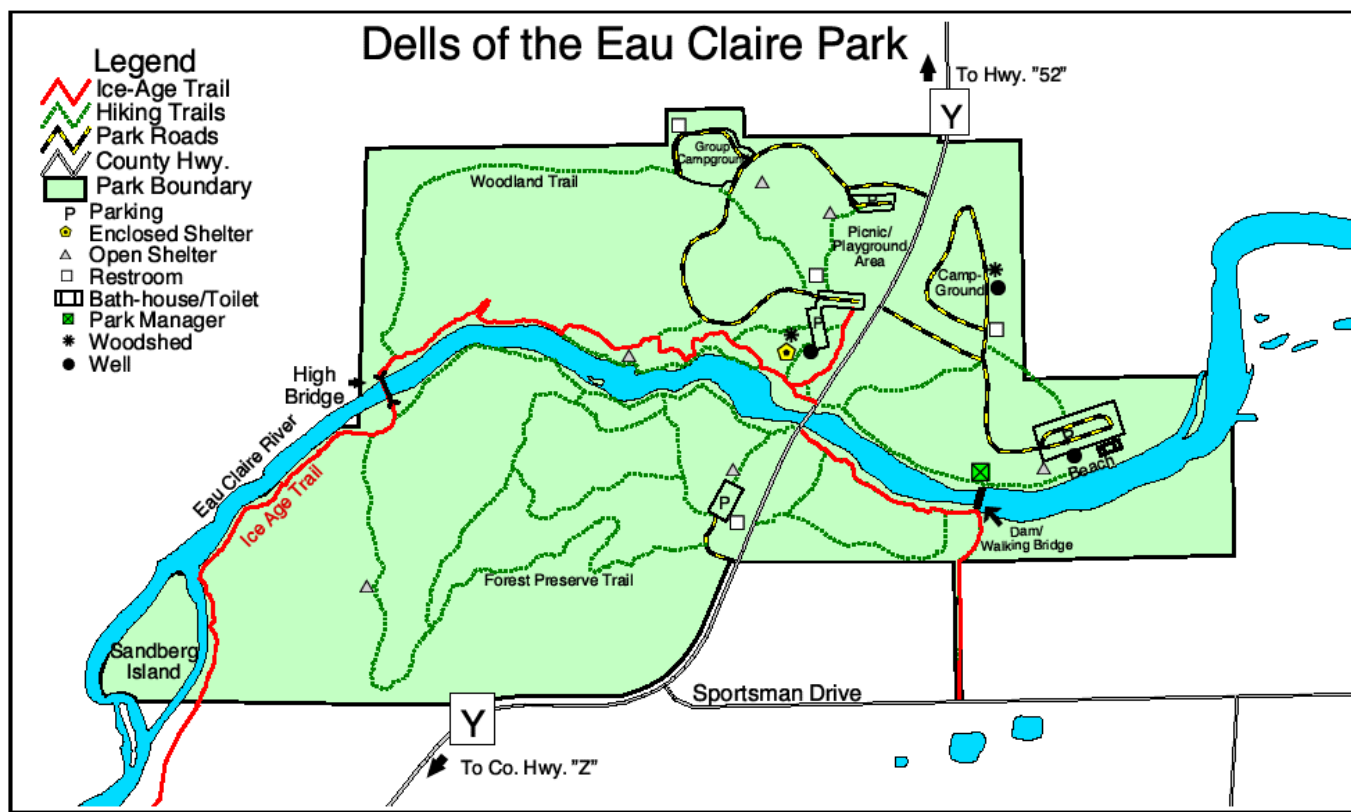 Dells of the Eau Claire Park
Legend
Ice-Age Trail
Hiking Trails
Park Roads
County Hwy.
Park Boundary
P Parking
Enclosed Shelter
Open Shelter
Restroom
Bath-house/Toilet
Park Manager
Woodshed
Well
To Hwy. "52"
Y
Group
Campground
Woodland Trail
P
Picnic/
Playground
Area
Camp-
Ground
P
High
Bridge
Eau Claire River
Ice Age Trail
P
Beach
P
Dam/
Walking Bridge
Forest Preserve Trail
Sandberg
Island
Sportsman Drive
Y
To Co. Hwy. "Z"